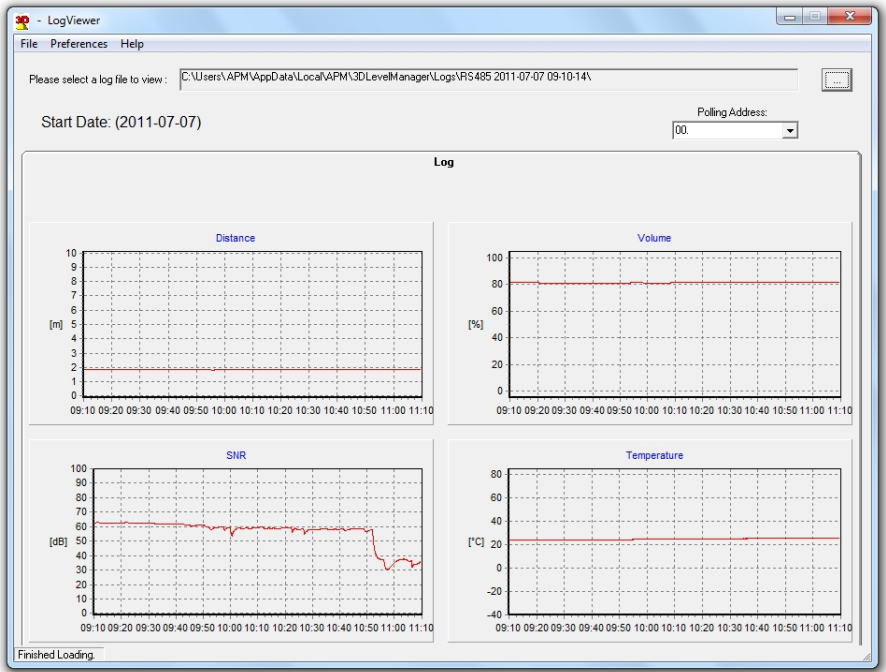 3D - LogViewer
File Preferences Help
Please select a log file to view : C:\Users\APM\AppData\Local\APM\3DLevelManager\Logs\RS485 2011-07-07 09-10-14\ ...
Polling Address:
Start Date: (2011-07-07)
00.
Log
Distance
10
9
8
7
6
[m] 5
4
3
2
1
0
09:10 09:20 09:30 09:40 09:50 10:00 10:10 10:20 10:30 10:40 10:50 11:00 11:10
Volume
100
80
60
[%]
40
20
0
09:10 09:20 09:30 09:40 09:50 10:00 10:10 10:20 10:30 10:40 10:50 11:00 11:10
SNR
100
90
80
70
60
[dB] 50
40
30
20
10
0
09:10 09:20 09:30 09:40 09:50 10:00 10:10 10:20 10:30 10:40 10:50 11:00 11:10
Temperature
80
60
40
[°C] 20
0
-20
-40
09:10 09:20 09:30 09:40 09:50 10:00 10:10 10:20 10:30 10:40 10:50 11:00 11:10
Finished Loading.